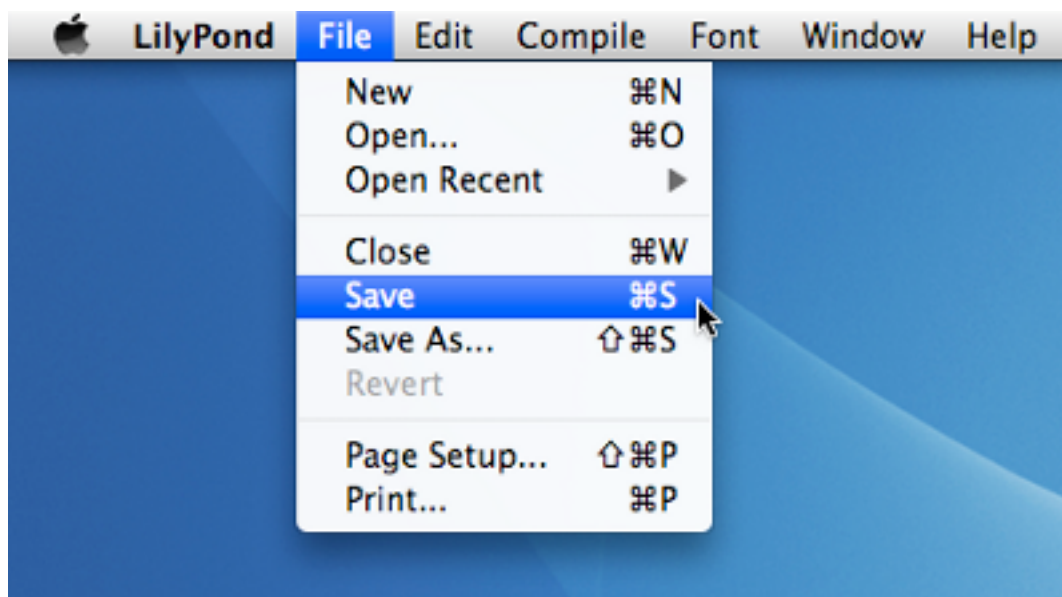 LilyPond File Edit Compile Font Window Help
New ⌘N
Open... ⌘O
Open Recent ▶
Close ⌘W
Save ⌘S
Save As... ⇧⌘S
Revert
Page Setup... ⇧⌘P
Print... ⌘P